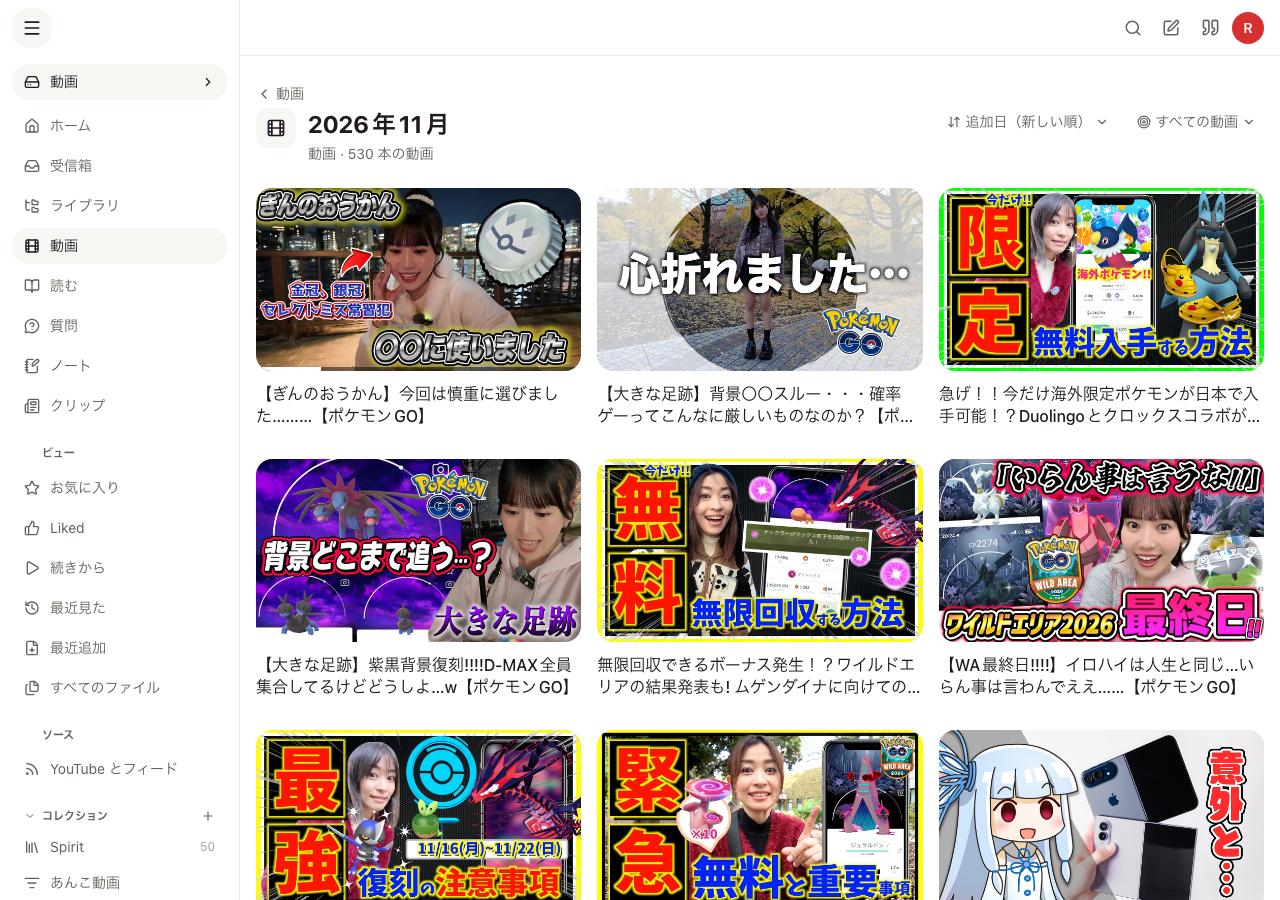 動画
ホーム
受信箱
ライブラリ
動画
読む
質問
ノート
クリップ
ビュー
お気に入り
Liked
続きから
最近見た
最近追加
すべてのファイル
ソース
YouTube とフィード
コレクション
Spirit 50
あんこ動画
R
動画
2026年11月
動画 · 530 本の動画
追加日（新しい順）
すべての動画
ぎんのおうかん
金冠、銀冠
セレクトミス常習犯
〇〇に使いました
【ぎんのおうかん】今回は慎重に選びまし
た………【ポケモンGO】
心折れました…
Pokémon
GO
【大きな足跡】背景〇〇スルー・・・確率
ゲーってこんなに厳しいものなのか？【ポ…
今だけ!!
限定
海外ポケモン!!
無料入手する方法
急げ！！今だけ海外限定ポケモンが日本で入
手可能！？Duolingoとクロックスコラボが…
Pokémon
GO
背景どこまで追う…？
大きな足跡
【大きな足跡】紫黒背景復刻!!!!D-MAX全員
集合してるけどどうしよ…w【ポケモンGO】
今だけ!!
無料
無限回収する方法
無限回収できるボーナス発生！？ワイルドエ
リアの結果発表も! ムゲンダイナに向けての…
「いらん事は言うな!!!」
CP2274
Pokémon
GO
WILD AREA
2026
ワイルドエリア2026 最終日!!
【WA最終日!!!!】イロハイは人生と同じ…い
らん事は言わんでええ……【ポケモンGO】
最強
11/16(月)~11/22(日)
復刻の注意事項
緊急
×10
GO
WILD AREA
2026
ジュラルドン
無料と重要事項
意外と…